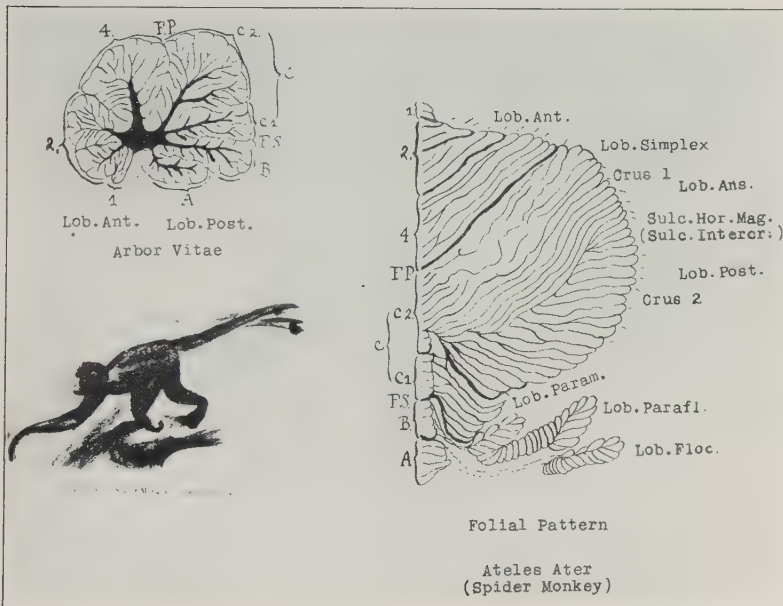 4.
F.P
C2.
C
C1
F.S
B
2.
1
A
Lob.Ant.
Lob.Post.
Arbor Vitae
1
2.
4
F.P
C2
C
C1
F.S
B
A
Lob.Ant.
Lob.Simplex
Crus 1
Lob.Ans.
Sulc.Hor.Mag.
(Sulc.Intercr.)
Lob.Post.
Crus 2
Lob.Param.
Lob.Parafl.
Lob.Floc.
Folial Pattern
Ateles Ater
(Spider Monkey)